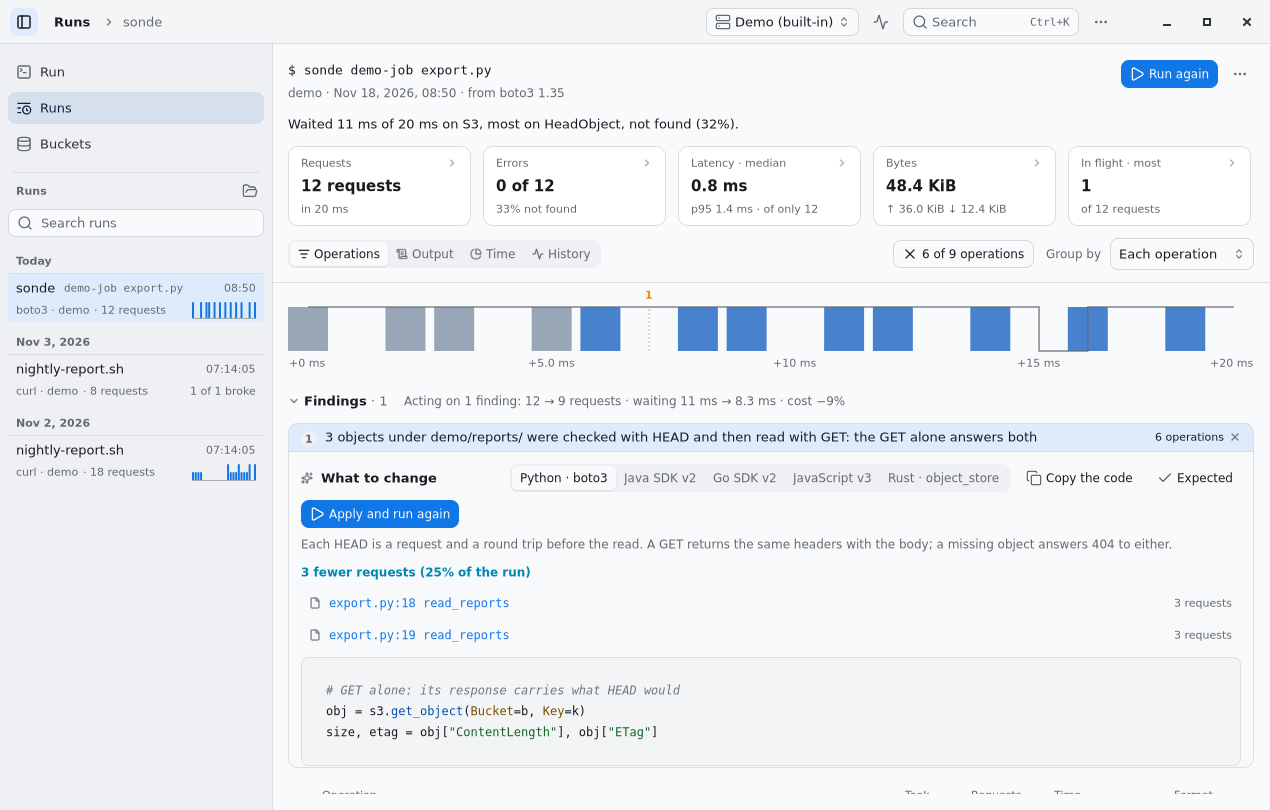 Runs > sonde
Demo (built-in)
Search Ctrl+K
Run
Runs
Buckets
Runs
Search runs
Today
sonde demo-job export.py 08:50
boto3 · demo · 12 requests
Nov 3, 2026
nightly-report.sh 07:14:05
curl · demo · 8 requests 1 of 1 broke
Nov 2, 2026
nightly-report.sh 07:14:05
curl · demo · 18 requests
$ sonde demo-job export.py
demo · Nov 18, 2026, 08:50 · from boto3 1.35
Run again
Waited 11 ms of 20 ms on S3, most on HeadObject, not found (32%).
Requests
12 requests
in 20 ms
Errors
0 of 12
33% not found
Latency · median
0.8 ms
p95 1.4 ms · of only 12
Bytes
48.4 KiB
↑ 36.0 KiB ↓ 12.4 KiB
In flight · most
1
of 12 requests
Operations Output Time History
6 of 9 operations Group by Each operation
1
+0 ms +5.0 ms +10 ms +15 ms +20 ms
Findings · 1 Acting on 1 finding: 12 → 9 requests · waiting 11 ms → 8.3 ms · cost −9%
1 3 objects under demo/reports/ were checked with HEAD and then read with GET: the GET alone answers both 6 operations
What to change Python · boto3 Java SDK v2 Go SDK v2 JavaScript v3 Rust · object_store Copy the code Expected
Apply and run again
Each HEAD is a request and a round trip before the read. A GET returns the same headers with the body; a missing object answers 404 to either.
3 fewer requests (25% of the run)
export.py:18 read_reports 3 requests
export.py:19 read_reports 3 requests
# GET alone: its response carries what HEAD would
obj = s3.get_object(Bucket=b, Key=k)
size, etag = obj["ContentLength"], obj["ETag"]
Operation Task Requests Time Format